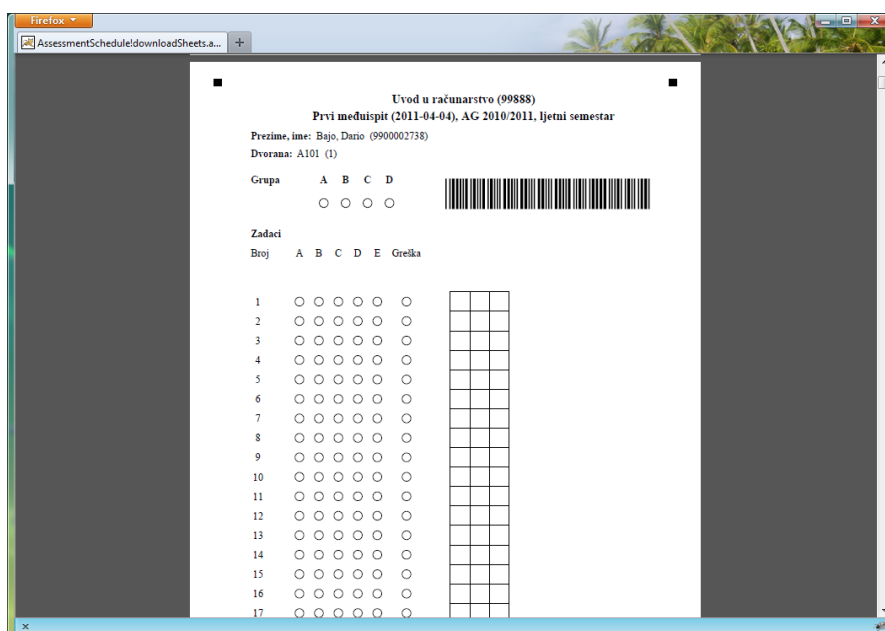 Firefox
AssessmentSchedule!downloadSheets.a...
Uvod u računarstvo (99888)
Prvi međuispit (2011-04-04), AG 2010/2011, ljetni semestar
Prezime, ime: Bajo, Dario (9900002738)
Dvorana: A101 (1)
Grupa A B C D
Zadaci
Broj A B C D E Greška
1
2
3
4
5
6
7
8
9
10
11
12
13
14
15
16
17